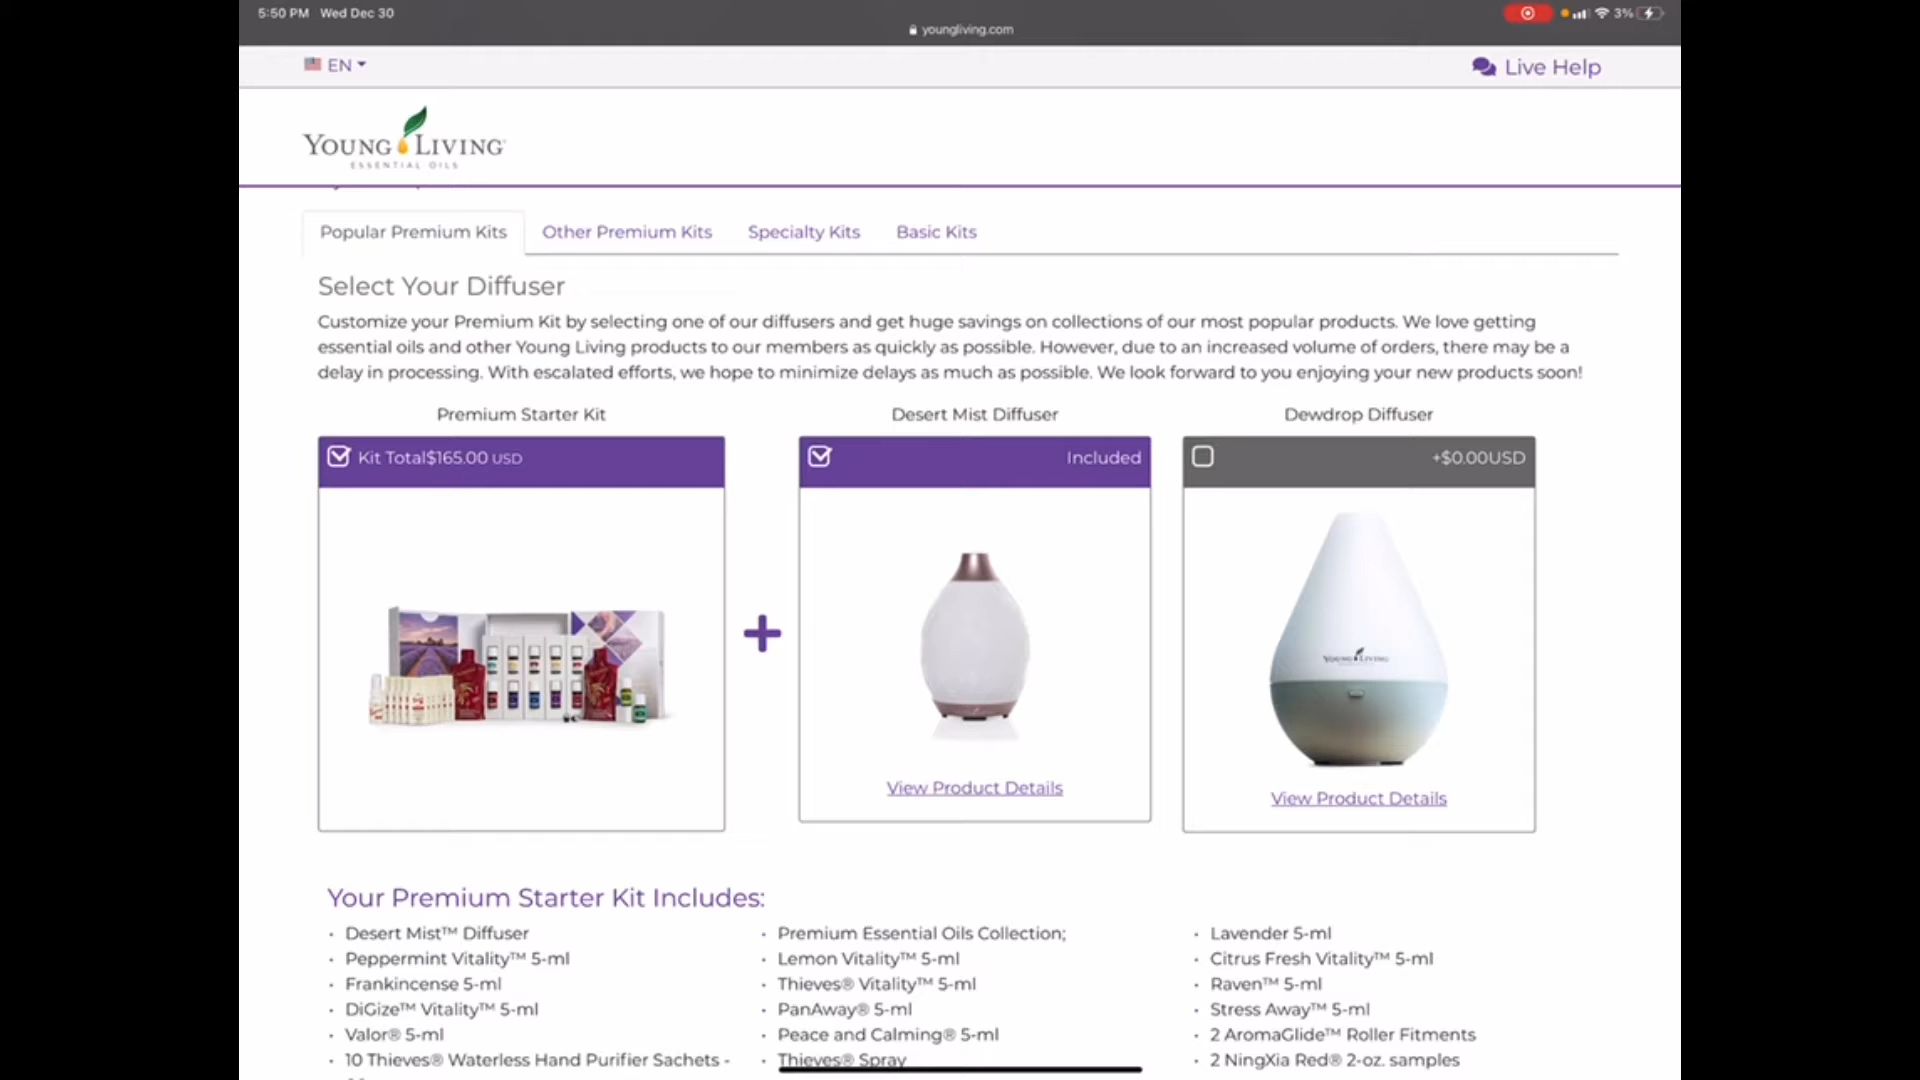 5:50 PM Wed Dec 30
3%
youngliving.com
EN
Live Help
YOUNG LIVING
ESSENTIAL OILS
Popular Premium Kits
Other Premium Kits
Specialty Kits
Basic Kits
Select Your Diffuser
Customize your Premium Kit by selecting one of our diffusers and get huge savings on collections of our most popular products. We love getting
essential oils and other Young Living products to our members as quickly as possible. However, due to an increased volume of orders, there may be a
delay in processing. With escalated efforts, we hope to minimize delays as much as possible. We look forward to you enjoying your new products soon!
Premium Starter Kit
Desert Mist Diffuser
Dewdrop Diffuser
Kit Total$165.00 USD
Included
+$0.00USD
YOUNG LIVING
View Product Details
View Product Details
Your Premium Starter Kit Includes:
• Desert Mist™ Diffuser
• Peppermint Vitality™ 5-ml
• Frankincense 5-ml
• DiGize™ Vitality™ 5-ml
• Valor® 5-ml
• 10 Thieves® Waterless Hand Purifier Sachets -
• Premium Essential Oils Collection;
• Lemon Vitality™ 5-ml
• Thieves® Vitality™ 5-ml
• PanAway® 5-ml
• Peace and Calming® 5-ml
• Thieves® Spray
• Lavender 5-ml
• Citrus Fresh Vitality™ 5-ml
• Raven™ 5-ml
• Stress Away™ 5-ml
• 2 AromaGlide™ Roller Fitments
• 2 NingXia Red® 2-oz. samples